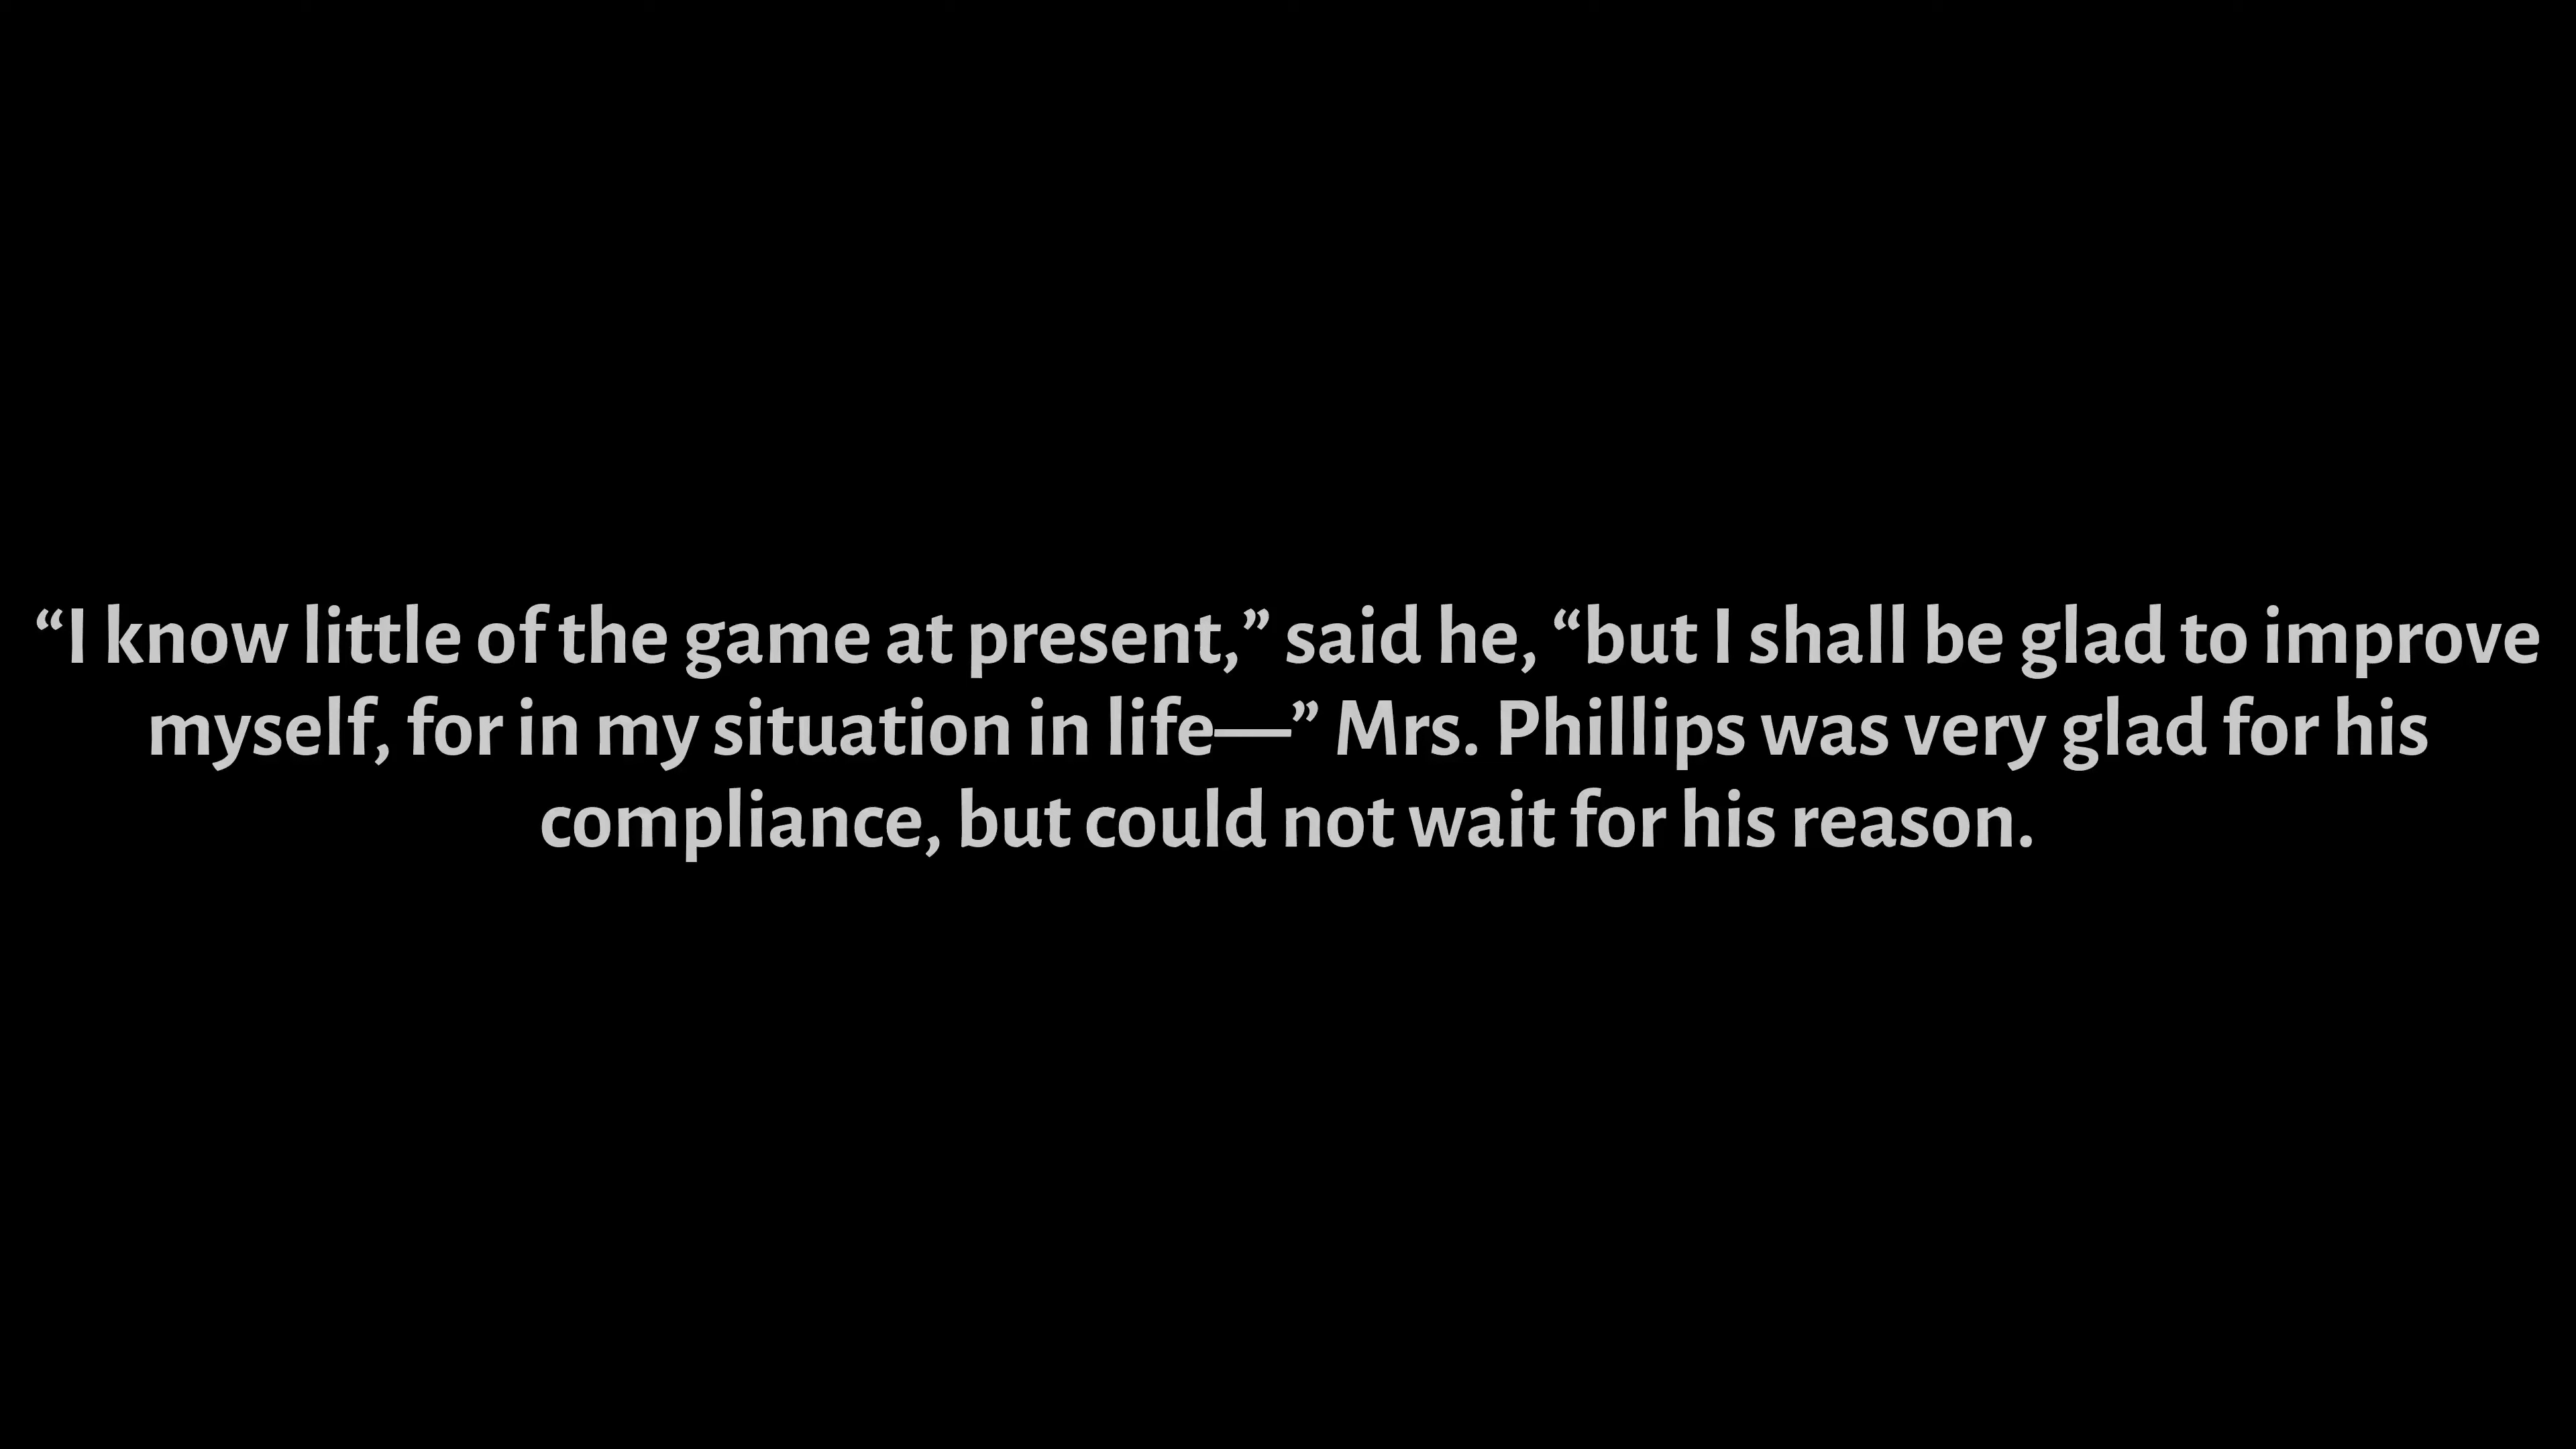 “I know little of the game at present,” said he, “but I shall be glad to improve
myself, for in my situation in life—” Mrs. Phillips was very glad for his
compliance, but could not wait for his reason.